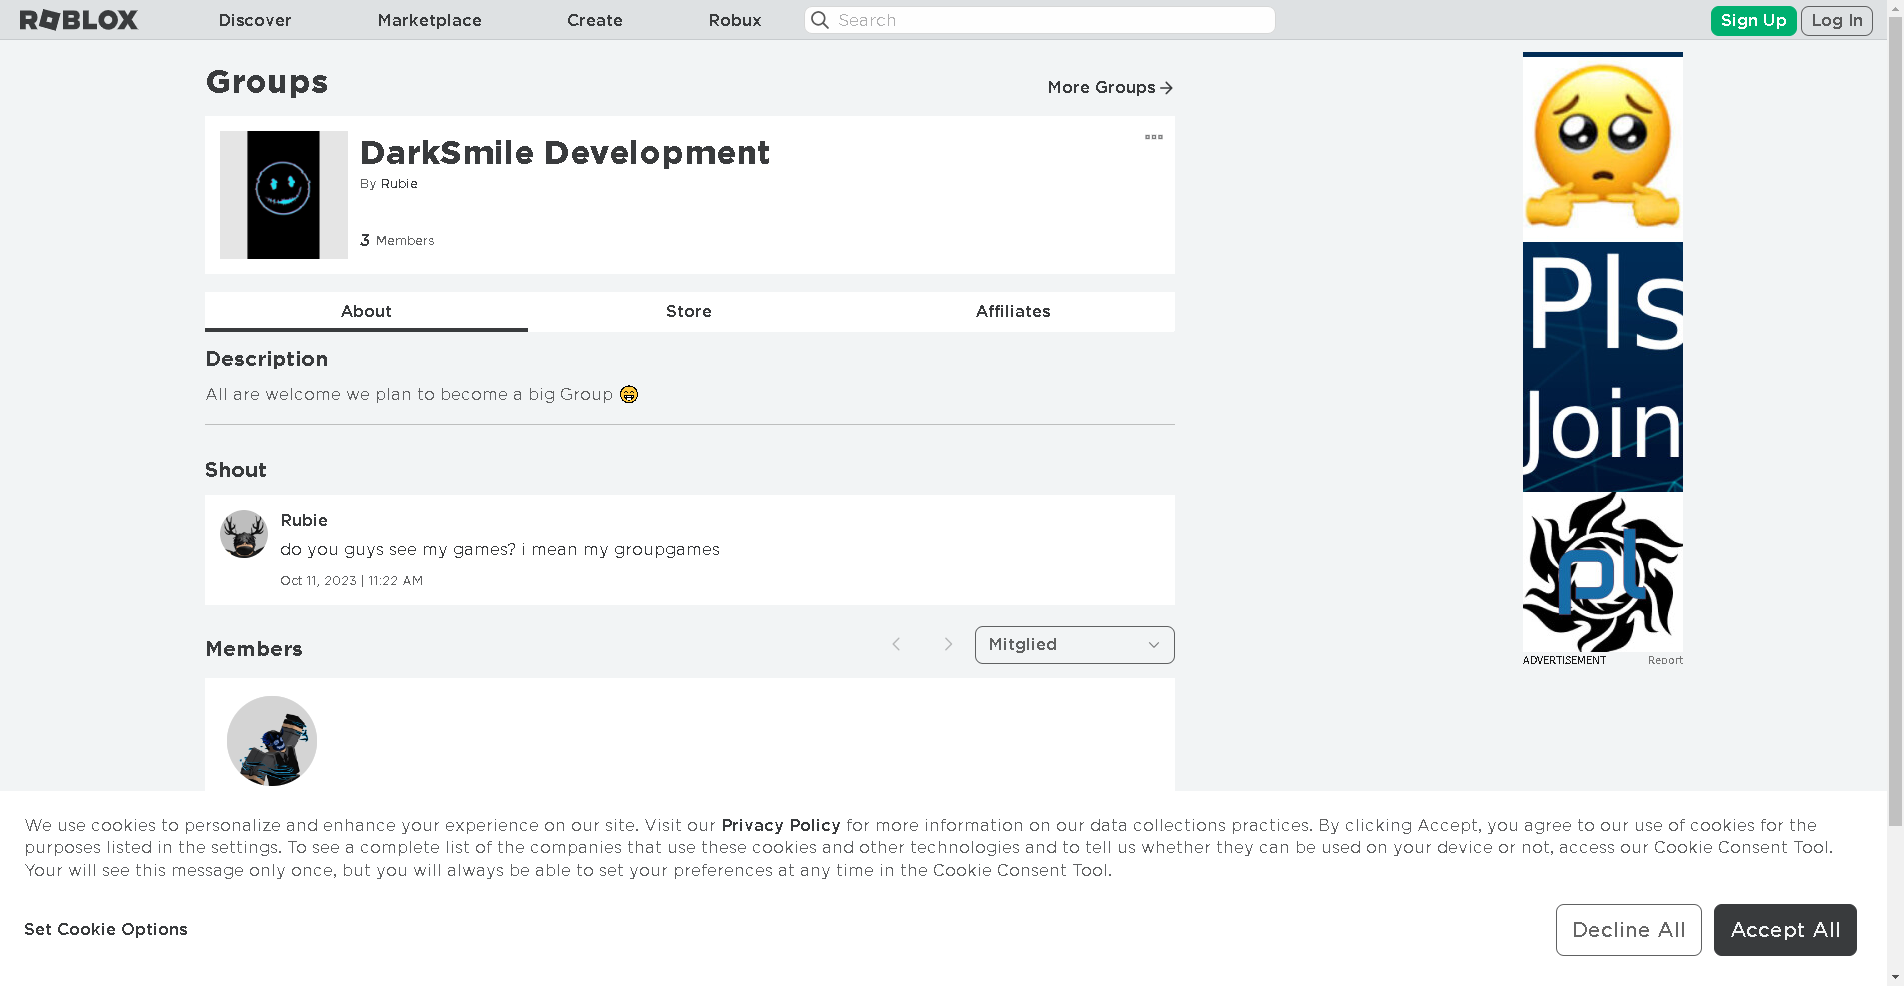 ROBLOX Discover Marketplace Create Robux Search Sign Up Log In
Groups
More Groups
DarkSmile Development
By Rubie
3 Members
About Store Affiliates
Description
All are welcome we plan to become a big Group 😁
Shout
Rubie
do you guys see my games? i mean my groupgames
Oct 11, 2023 | 11:22 AM
Members
Mitglied
Pls
Join
pl
ADVERTISEMENT Report
We use cookies to personalize and enhance your experience on our site. Visit our Privacy Policy for more information on our data collections practices. By clicking Accept, you agree to our use of cookies for the
purposes listed in the settings. To see a complete list of the companies that use these cookies and other technologies and to tell us whether they can be used on your device or not, access our Cookie Consent Tool.
Your will see this message only once, but you will always be able to set your preferences at any time in the Cookie Consent Tool.
Set Cookie Options
Decline All
Accept All